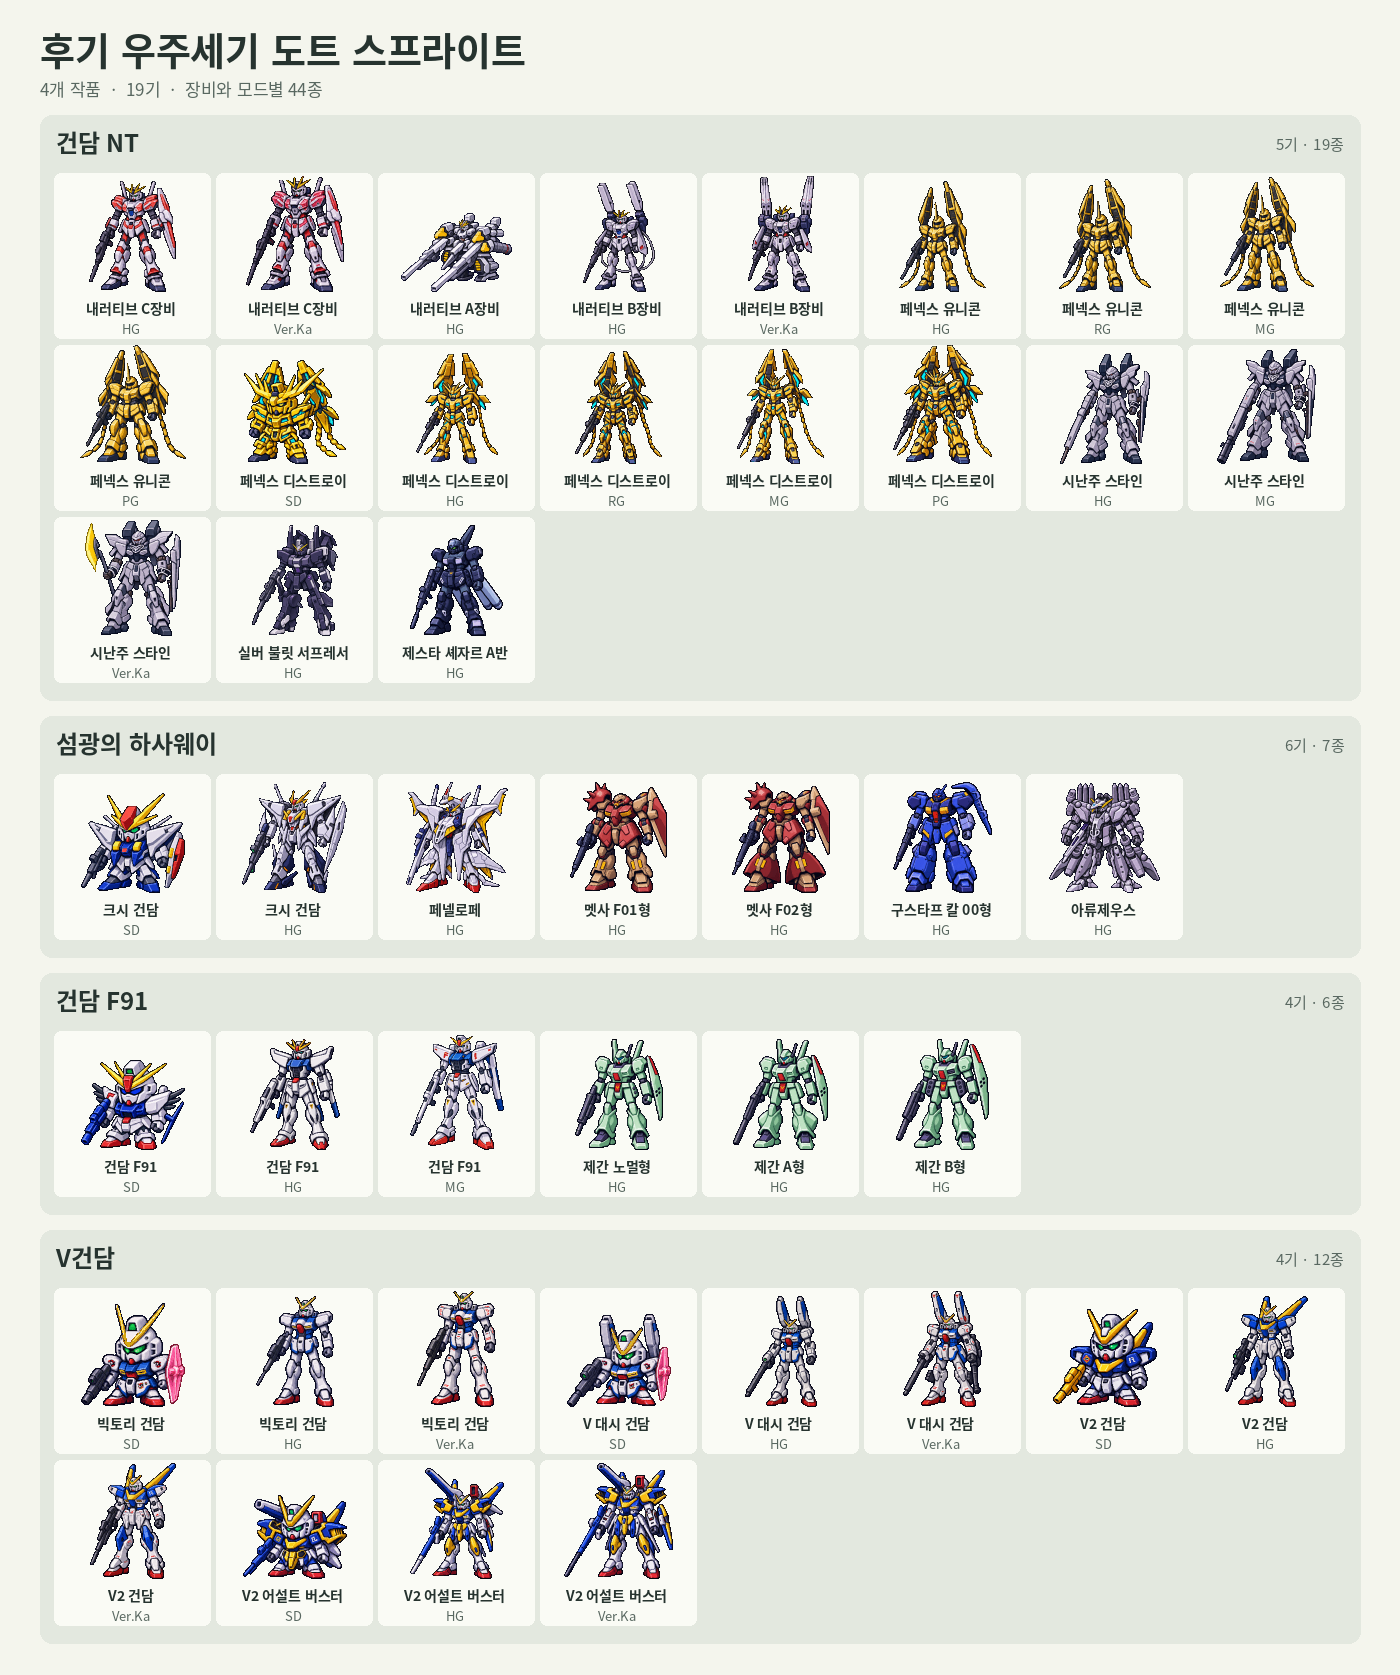 후기 우주세기 도트 스프라이트
4개 작품 · 19기 · 장비와 모드별 44종
건담 NT
5기 · 19종
내러티브 C장비
HG
내러티브 C장비
Ver.Ka
내러티브 A장비
HG
내러티브 B장비
HG
내러티브 B장비
Ver.Ka
페넥스 유니콘
HG
페넥스 유니콘
RG
페넥스 유니콘
MG
페넥스 유니콘
PG
페넥스 디스트로이
SD
페넥스 디스트로이
HG
페넥스 디스트로이
RG
페넥스 디스트로이
MG
페넥스 디스트로이
PG
시난주 스타인
HG
시난주 스타인
MG
시난주 스타인
Ver.Ka
실버 불릿 서프레서
HG
제스타 셰자르 A반
HG
섬광의 하사웨이
6기 · 7종
크시 건담
SD
크시 건담
HG
페넬로페
HG
멧사 F01형
HG
멧사 F02형
HG
구스타프 칼 00형
HG
아류제우스
HG
건담 F91
4기 · 6종
건담 F91
SD
건담 F91
HG
건담 F91
MG
제간 노멀형
HG
제간 A형
HG
제간 B형
HG
V건담
4기 · 12종
빅토리 건담
SD
빅토리 건담
HG
빅토리 건담
Ver.Ka
V 대시 건담
SD
V 대시 건담
HG
V 대시 건담
Ver.Ka
V2 건담
SD
V2 건담
HG
V2 건담
Ver.Ka
V2 어설트 버스터
SD
V2 어설트 버스터
HG
V2 어설트 버스터
Ver.Ka